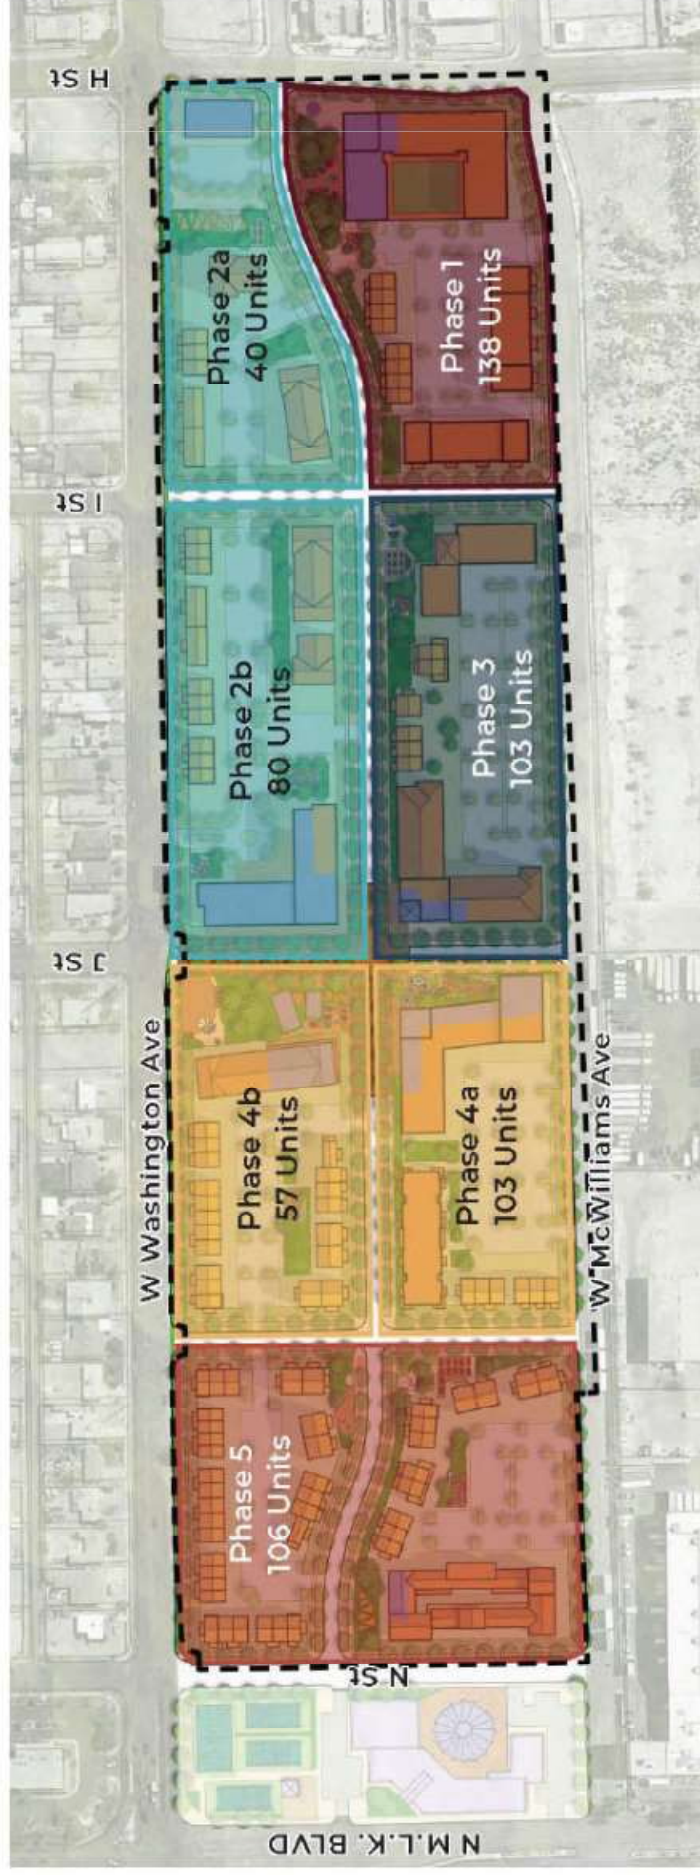 H St
Phase 2a
40 Units
Phase 1
138 Units
I St
Phase 2b
80 Units
Phase 3
103 Units
J St
W Washington Ave
Phase 4b
57 Units
Phase 4a
103 Units
W McWilliams Ave
Phase 5
106 Units
N St
N M.L.K. BLVD